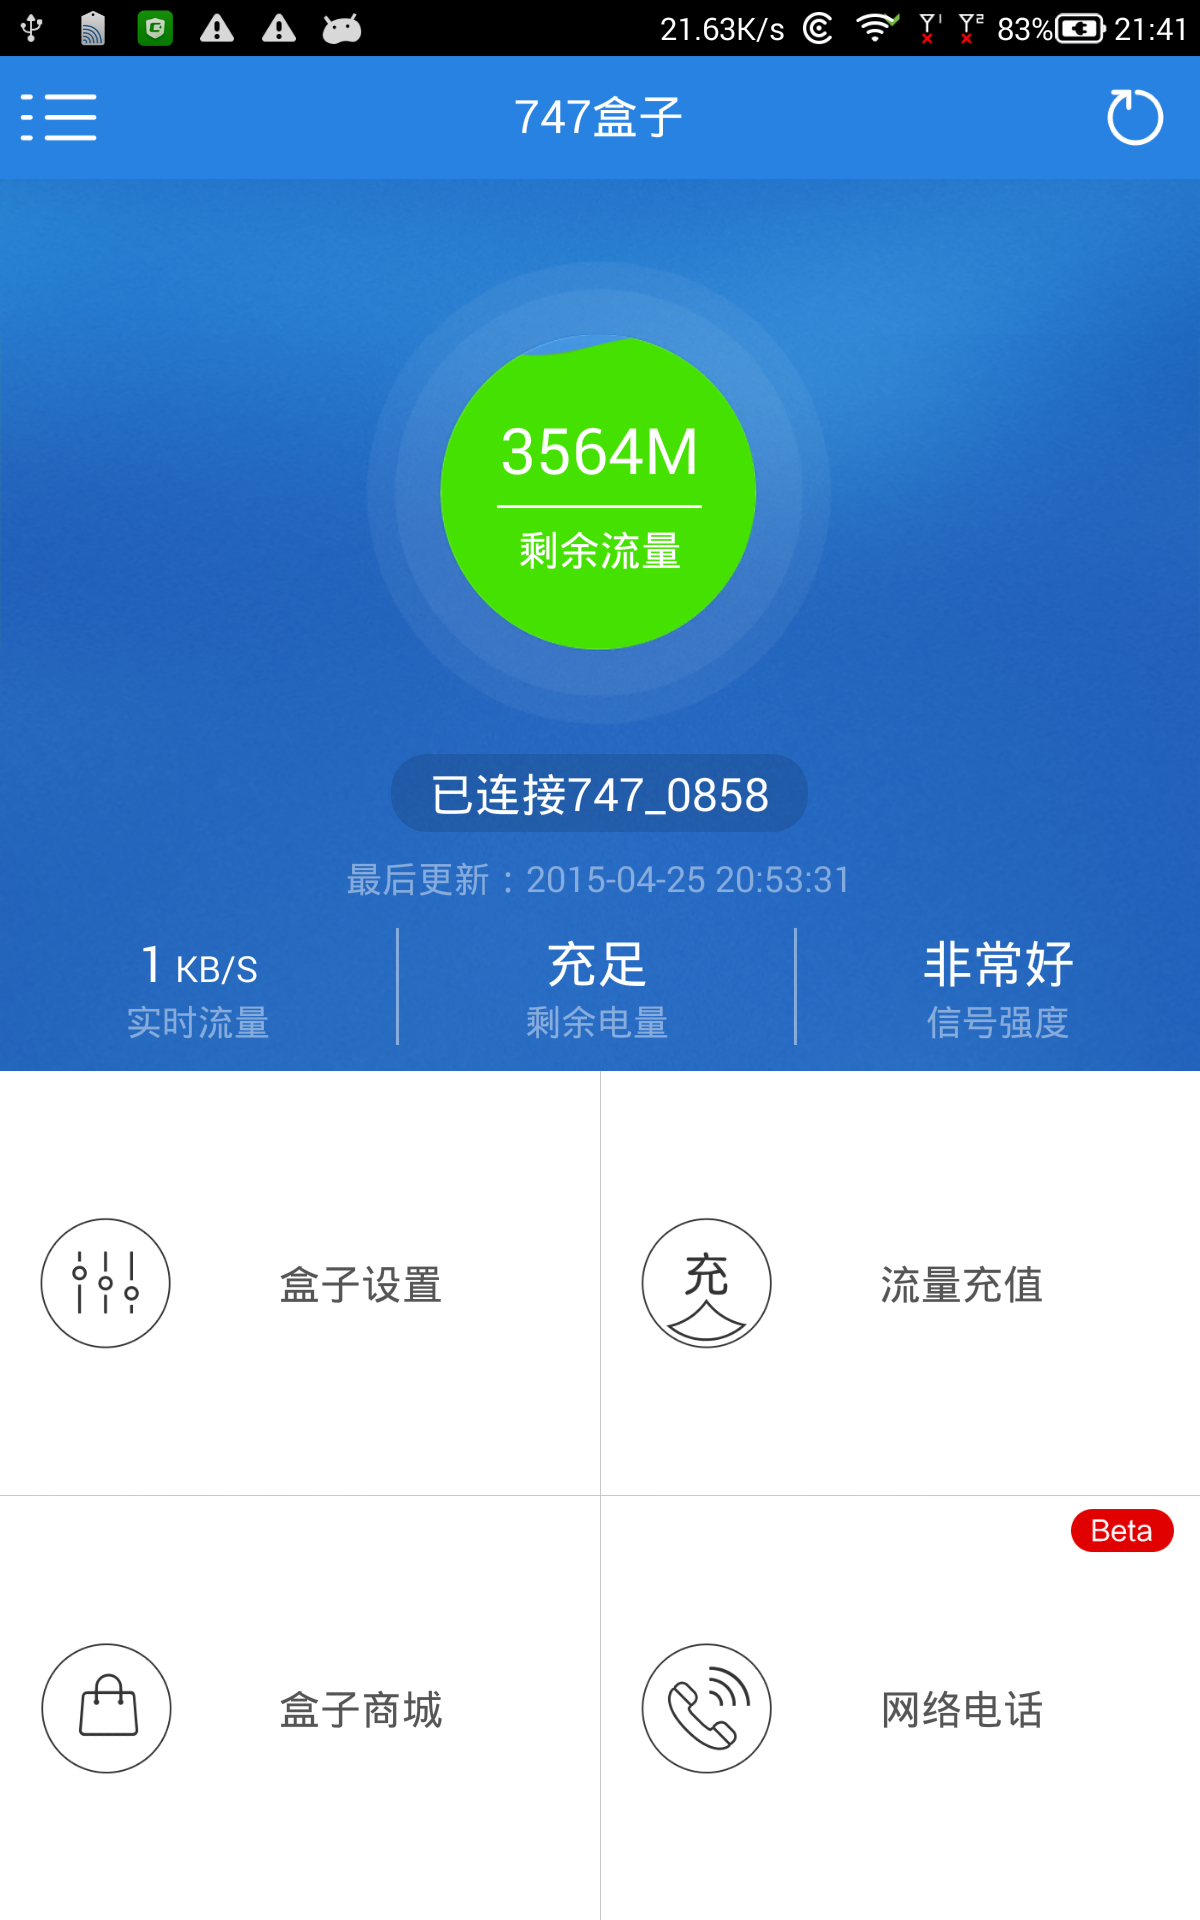 21.63K/s 1 2 83% 21:41
747盒子
3564M
剩余流量
已连接747_0858
最后更新：2015-04-25 20:53:31
1 KB/S 充足 非常好
实时流量 剩余电量 信号强度
盒子设置 充 流量充值
Beta
盒子商城 网络电话